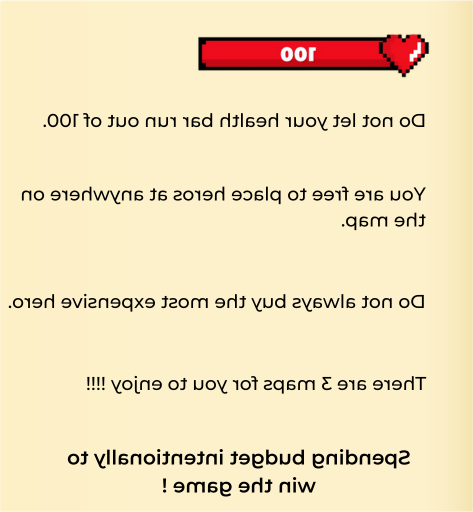 100
Do not let your health bar run out of 100.
You are free to place heros at anywhere on
the map.
Do not always buy the most expensive hero.
There are 3 maps for you to enjoy !!!!
Spending budget intentionally to
win the game !